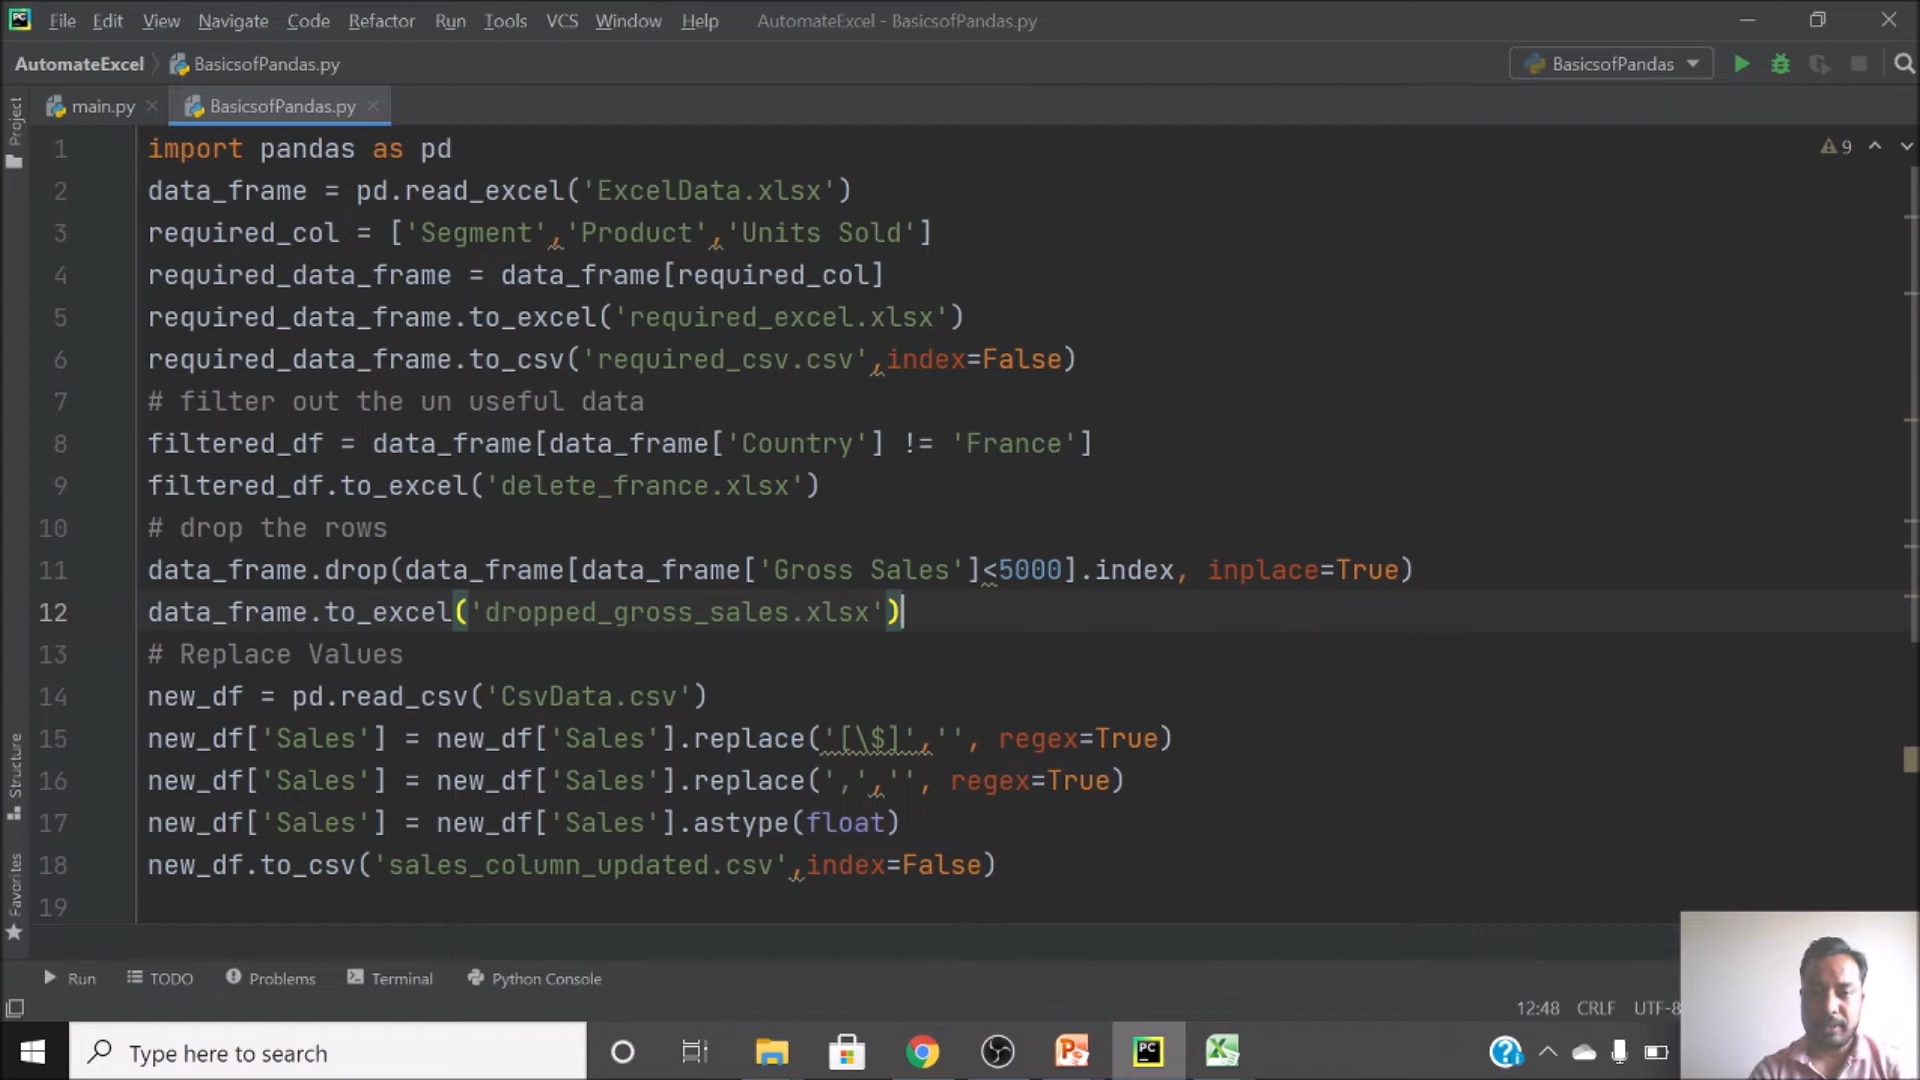 PC File Edit View Navigate Code Refactor Run Tools VCS Window Help AutomateExcel - BasicsofPandas.py
AutomateExcel BasicsofPandas.py BasicsofPandas
main.py BasicsofPandas.py
Project
1 import pandas as pd
9
2 data_frame = pd.read_excel('ExcelData.xlsx')
3 required_col = ['Segment','Product','Units Sold']
4 required_data_frame = data_frame[required_col]
5 required_data_frame.to_excel('required_excel.xlsx')
6 required_data_frame.to_csv('required_csv.csv',index=False)
7 # filter out the un useful data
8 filtered_df = data_frame[data_frame['Country'] != 'France']
9 filtered_df.to_excel('delete_france.xlsx')
10 # drop the rows
11 data_frame.drop(data_frame[data_frame['Gross Sales']<5000].index, inplace=True)
12 data_frame.to_excel('dropped_gross_sales.xlsx')
13 # Replace Values
14 new_df = pd.read_csv('CsvData.csv')
15 new_df['Sales'] = new_df['Sales'].replace('[\$]','', regex=True)
16 new_df['Sales'] = new_df['Sales'].replace(',','', regex=True)
17 new_df['Sales'] = new_df['Sales'].astype(float)
18 new_df.to_csv('sales_column_updated.csv',index=False)
19
Structure
Favorites
Run TODO Problems Terminal Python Console
12:48 CRLF UTF-8
Type here to search